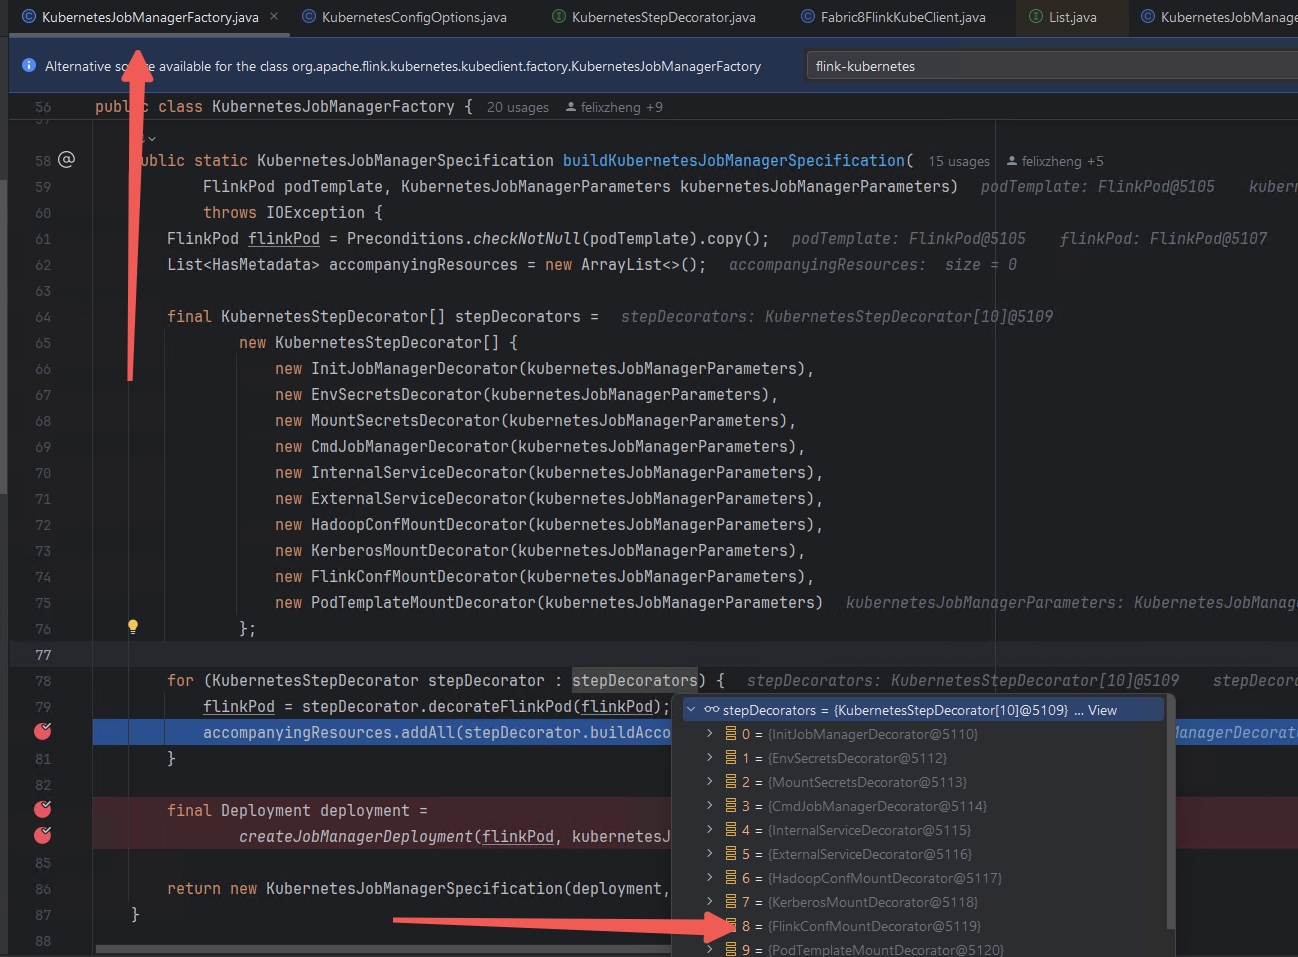 KubernetesJobManagerFactory.java
KubernetesConfigOptions.java
KubernetesStepDecorator.java
Fabric8FlinkKubeClient.java
List.java
KubernetesJobManage
Alternative source available for the class org.apache.flink.kubernetes.kubeclient.factory.KubernetesJobManagerFactory
flink-kubernetes
56 public class KubernetesJobManagerFactory { 20 usages felixzheng +9
57
58 @ public static KubernetesJobManagerSpecification buildKubernetesJobManagerSpecification( 15 usages felixzheng +5
59 FlinkPod podTemplate, KubernetesJobManagerParameters kubernetesJobManagerParameters) podTemplate: FlinkPod@5105 kubern
60 throws IOException {
61 FlinkPod flinkPod = Preconditions.checkNotNull(podTemplate).copy(); podTemplate: FlinkPod@5105 flinkPod: FlinkPod@5107
62 List<HasMetadata> accompanyingResources = new ArrayList<>(); accompanyingResources: size = 0
63
64 final KubernetesStepDecorator[] stepDecorators = stepDecorators: KubernetesStepDecorator[10]@5109
65 new KubernetesStepDecorator[] {
66 new InitJobManagerDecorator(kubernetesJobManagerParameters),
67 new EnvSecretsDecorator(kubernetesJobManagerParameters),
68 new MountSecretsDecorator(kubernetesJobManagerParameters),
69 new CmdJobManagerDecorator(kubernetesJobManagerParameters),
70 new InternalServiceDecorator(kubernetesJobManagerParameters),
71 new ExternalServiceDecorator(kubernetesJobManagerParameters),
72 new HadoopConfMountDecorator(kubernetesJobManagerParameters),
73 new KerberosMountDecorator(kubernetesJobManagerParameters),
74 new FlinkConfMountDecorator(kubernetesJobManagerParameters),
75 new PodTemplateMountDecorator(kubernetesJobManagerParameters) kubernetesJobManagerParameters: KubernetesJobManag
76 };
77
78 for (KubernetesStepDecorator stepDecorator : stepDecorators) { stepDecorators: KubernetesStepDecorator[10]@5109 stepDecora
79 flinkPod = stepDecorator.decorateFlinkPod(flinkPod);
accompanyingResources.addAll(stepDecorator.buildAcco ManagerDecorat
81 }
82
final Deployment deployment =
createJobManagerDeployment(flinkPod, kubernetesJ
85
86 return new KubernetesJobManagerSpecification(deployment,
87 }
88
stepDecorators = {KubernetesStepDecorator[10]@5109} ... View
0 = {InitJobManagerDecorator@5110}
1 = {EnvSecretsDecorator@5112}
2 = {MountSecretsDecorator@5113}
3 = {CmdJobManagerDecorator@5114}
4 = {InternalServiceDecorator@5115}
5 = {ExternalServiceDecorator@5116}
6 = {HadoopConfMountDecorator@5117}
7 = {KerberosMountDecorator@5118}
8 = {FlinkConfMountDecorator@5119}
9 = {PodTemplateMountDecorator@5120}